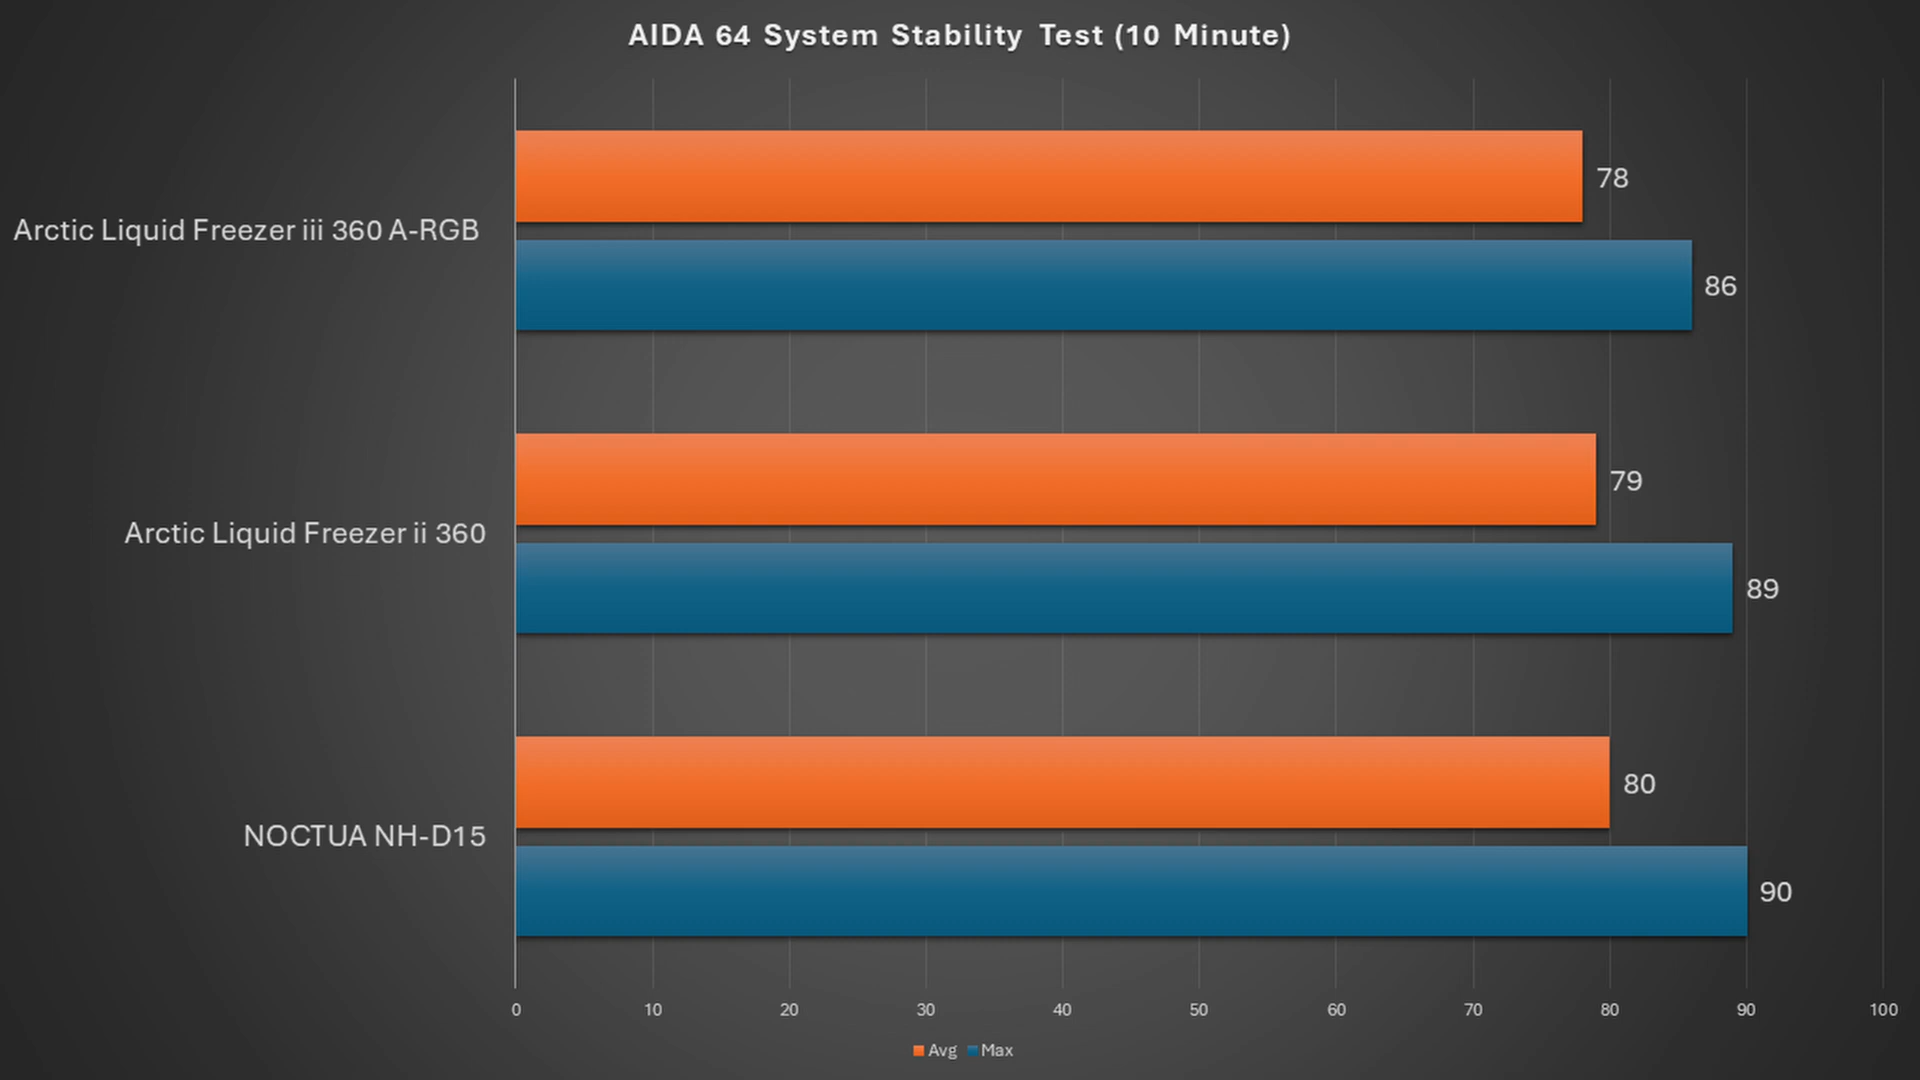 AIDA 64 System Stability Test (10 Minute)
78
Arctic Liquid Freezer iii 360 A-RGB
86
79
Arctic Liquid Freezer ii 360
89
80
NOCTUA NH-D15
90
0 10 20 30 40 50 60 70 80 90 100
Avg Max